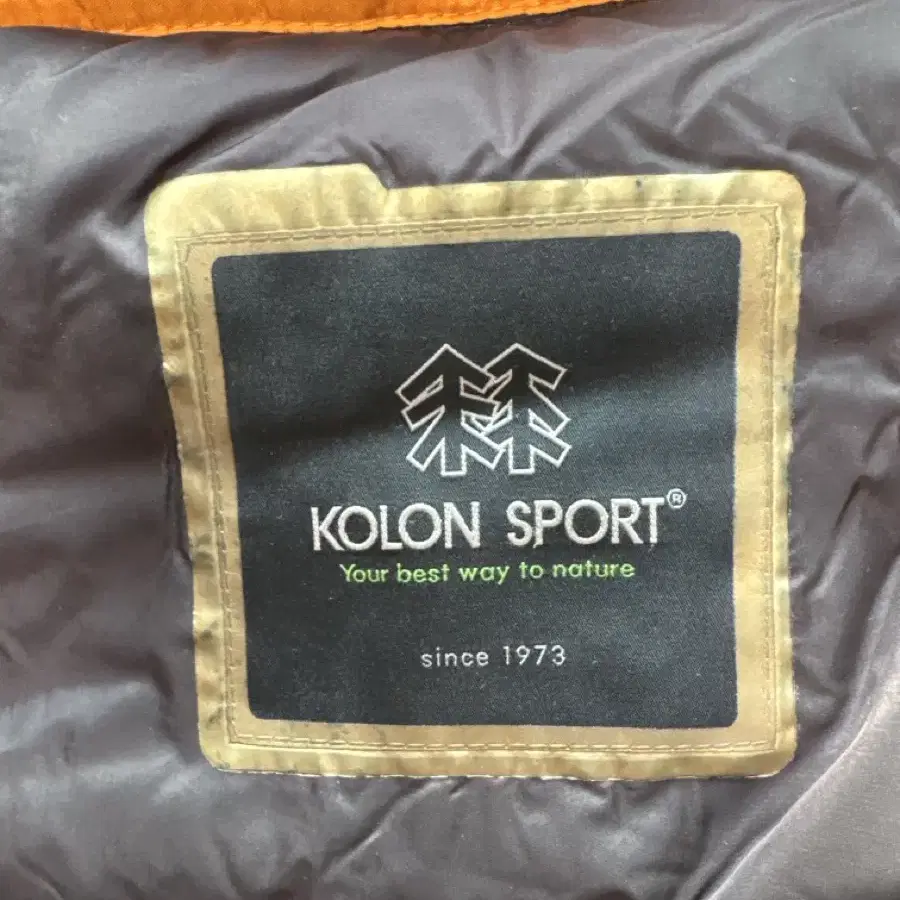 KOLON SPORT®
Your best way to nature
since 1973